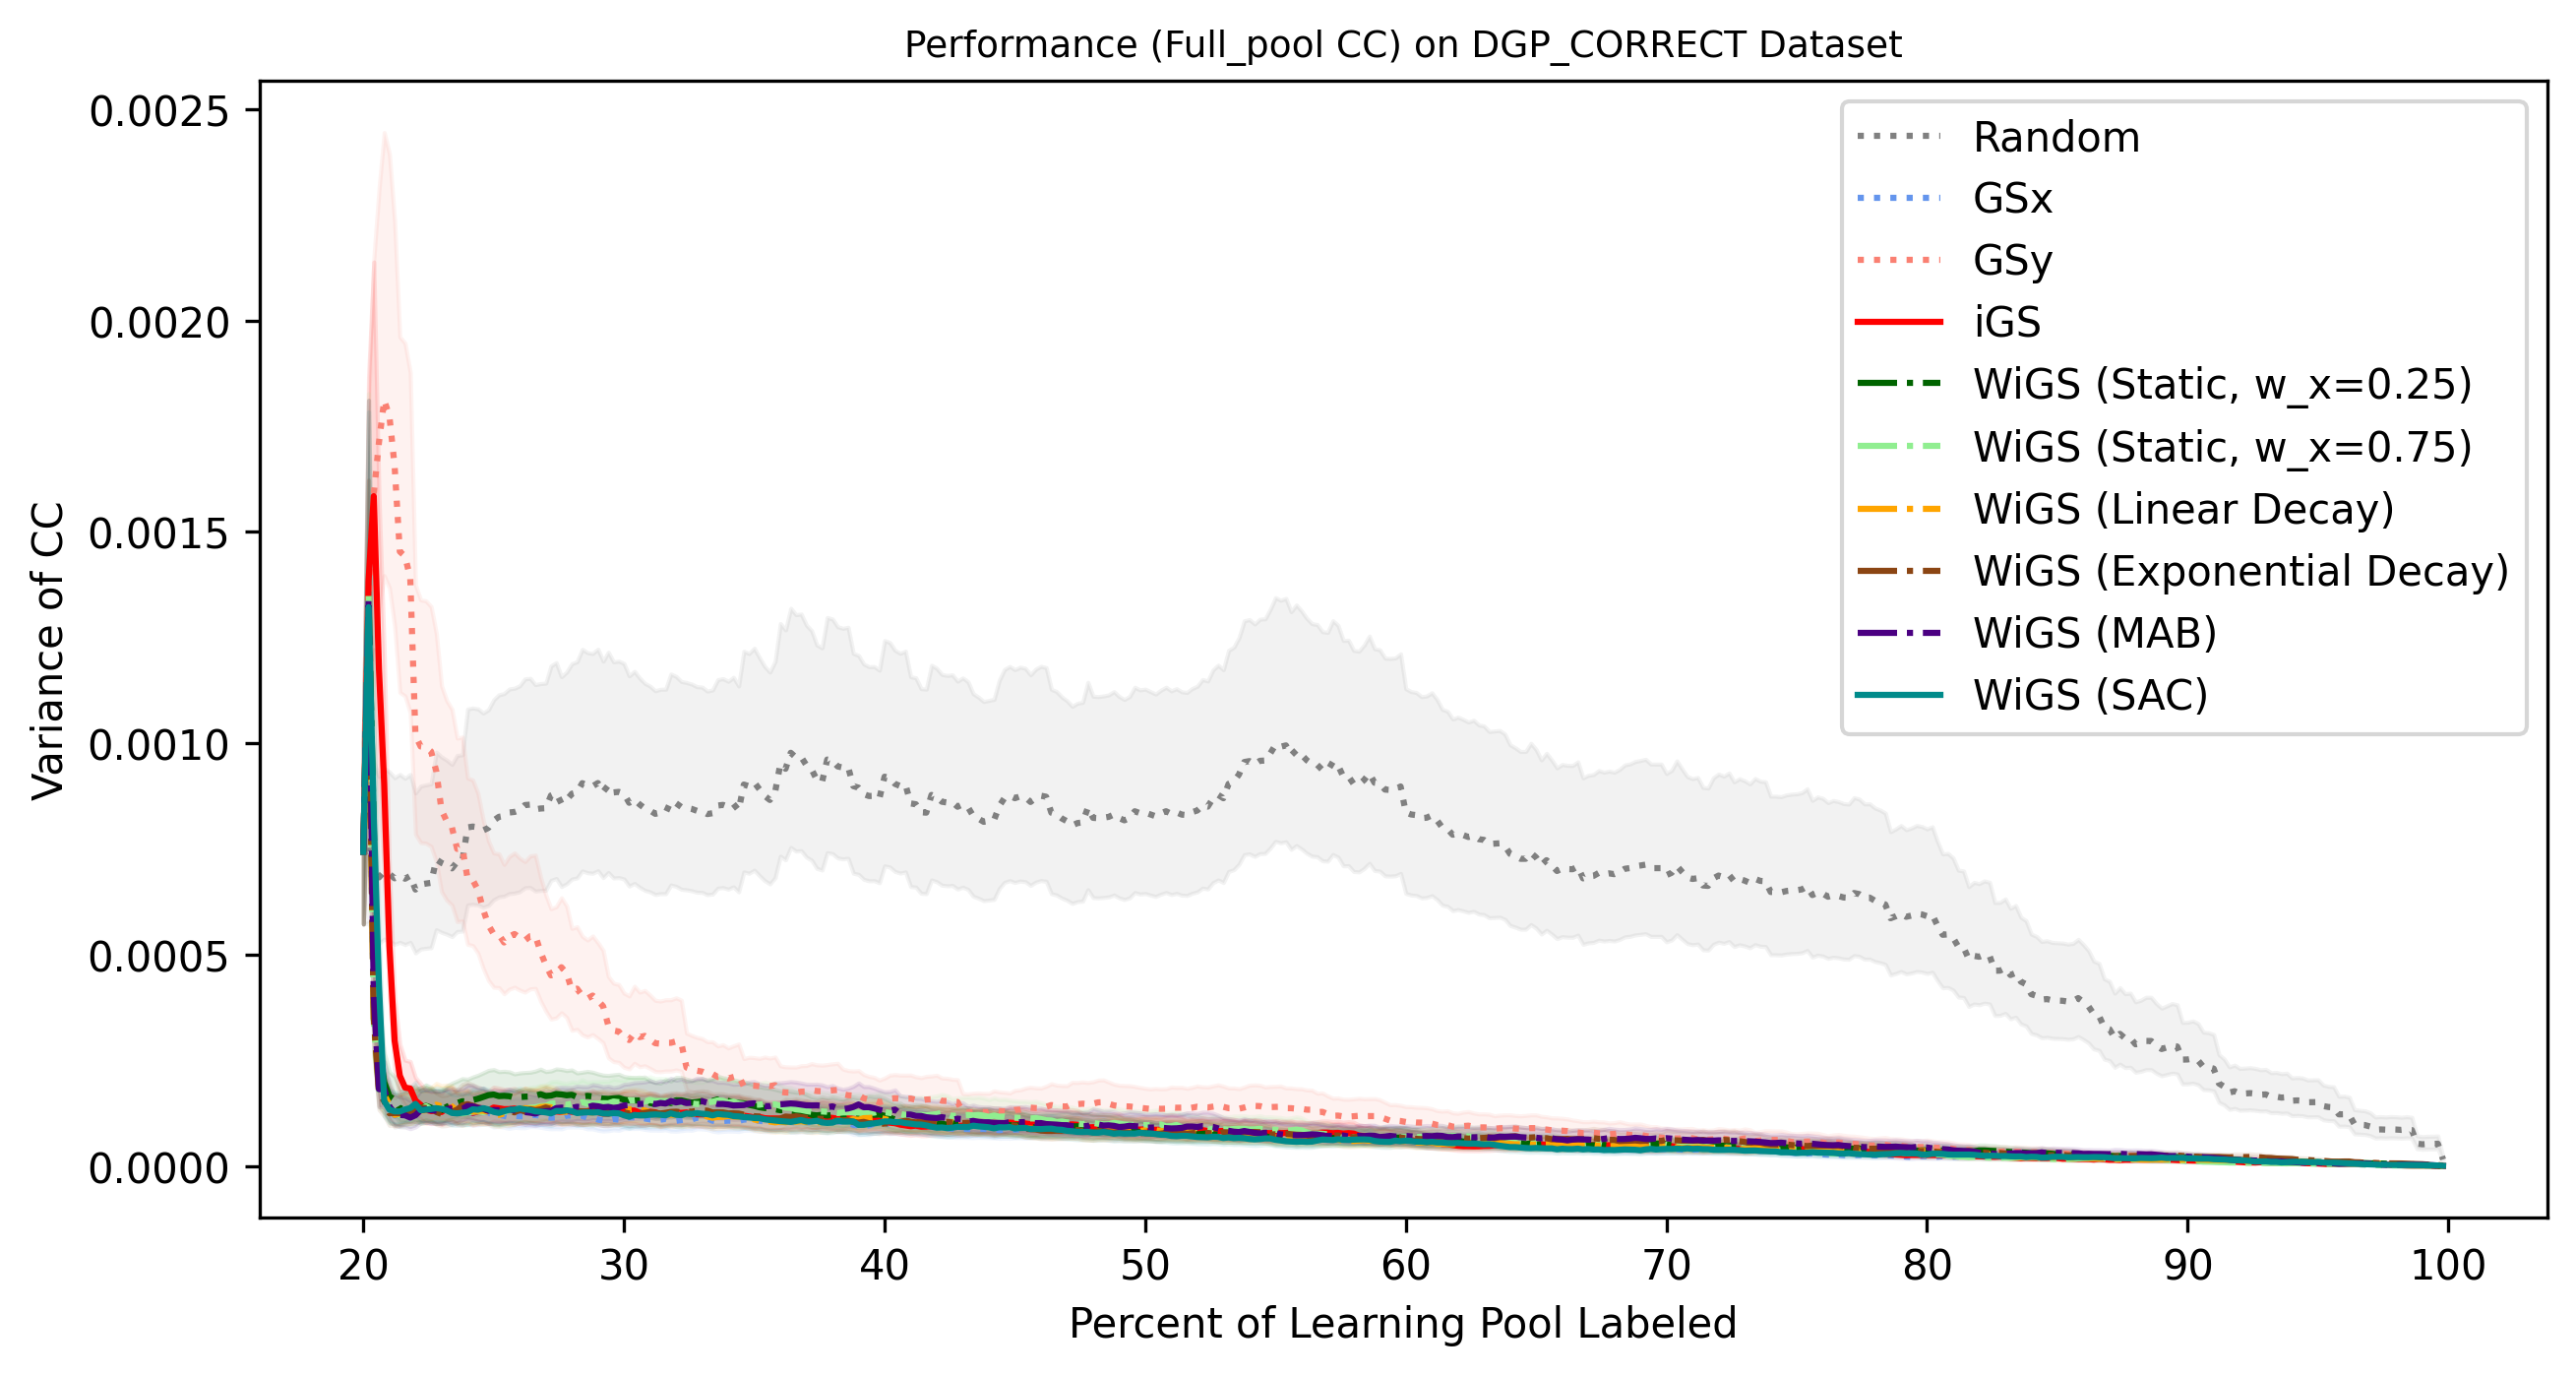 Performance (Full_pool CC) on DGP_CORRECT Dataset
0.0025
0.0020
0.0015
0.0010
0.0005
0.0000
Variance of CC
20 30 40 50 60 70 80 90 100
Percent of Learning Pool Labeled
Random
GSx
GSy
iGS
WiGS (Static, w_x=0.25)
WiGS (Static, w_x=0.75)
WiGS (Linear Decay)
WiGS (Exponential Decay)
WiGS (MAB)
WiGS (SAC)